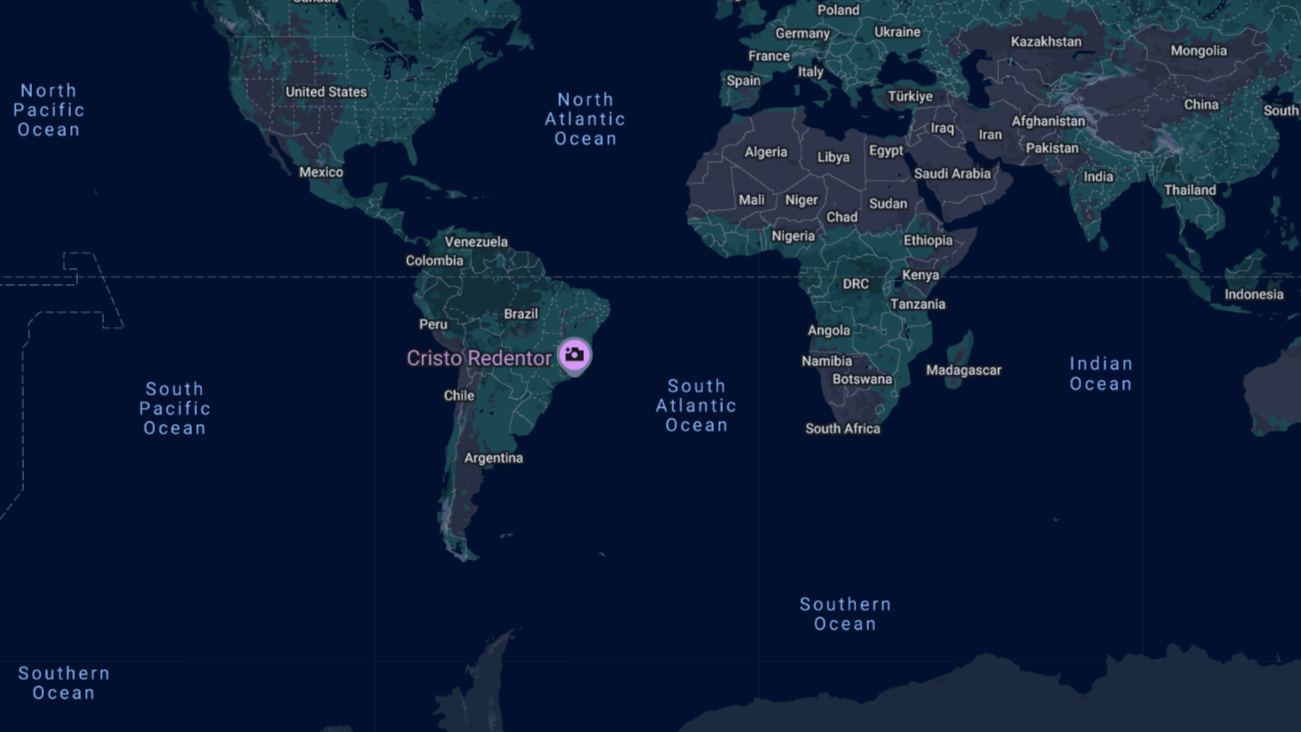 Canada
Poland
Germany
Ukraine
France
Kazakhstan
Mongolia
Spain
Italy
North
Pacific
Ocean
United States
North
Atlantic
Ocean
Türkiye
China
South
Iraq
Iran
Afghanistan
Pakistan
Algeria
Libya
Egypt
Mexico
Saudi Arabia
India
Thailand
Mali
Niger
Chad
Sudan
Nigeria
Ethiopia
Venezuela
Colombia
DRC
Kenya
Tanzania
Indonesia
Peru
Brazil
Angola
Cristo Redentor
Namibia
Botswana
Madagascar
Indian
Ocean
South
Pacific
Ocean
Chile
South
Atlantic
Ocean
South Africa
Argentina
Southern
Ocean
Southern
Ocean